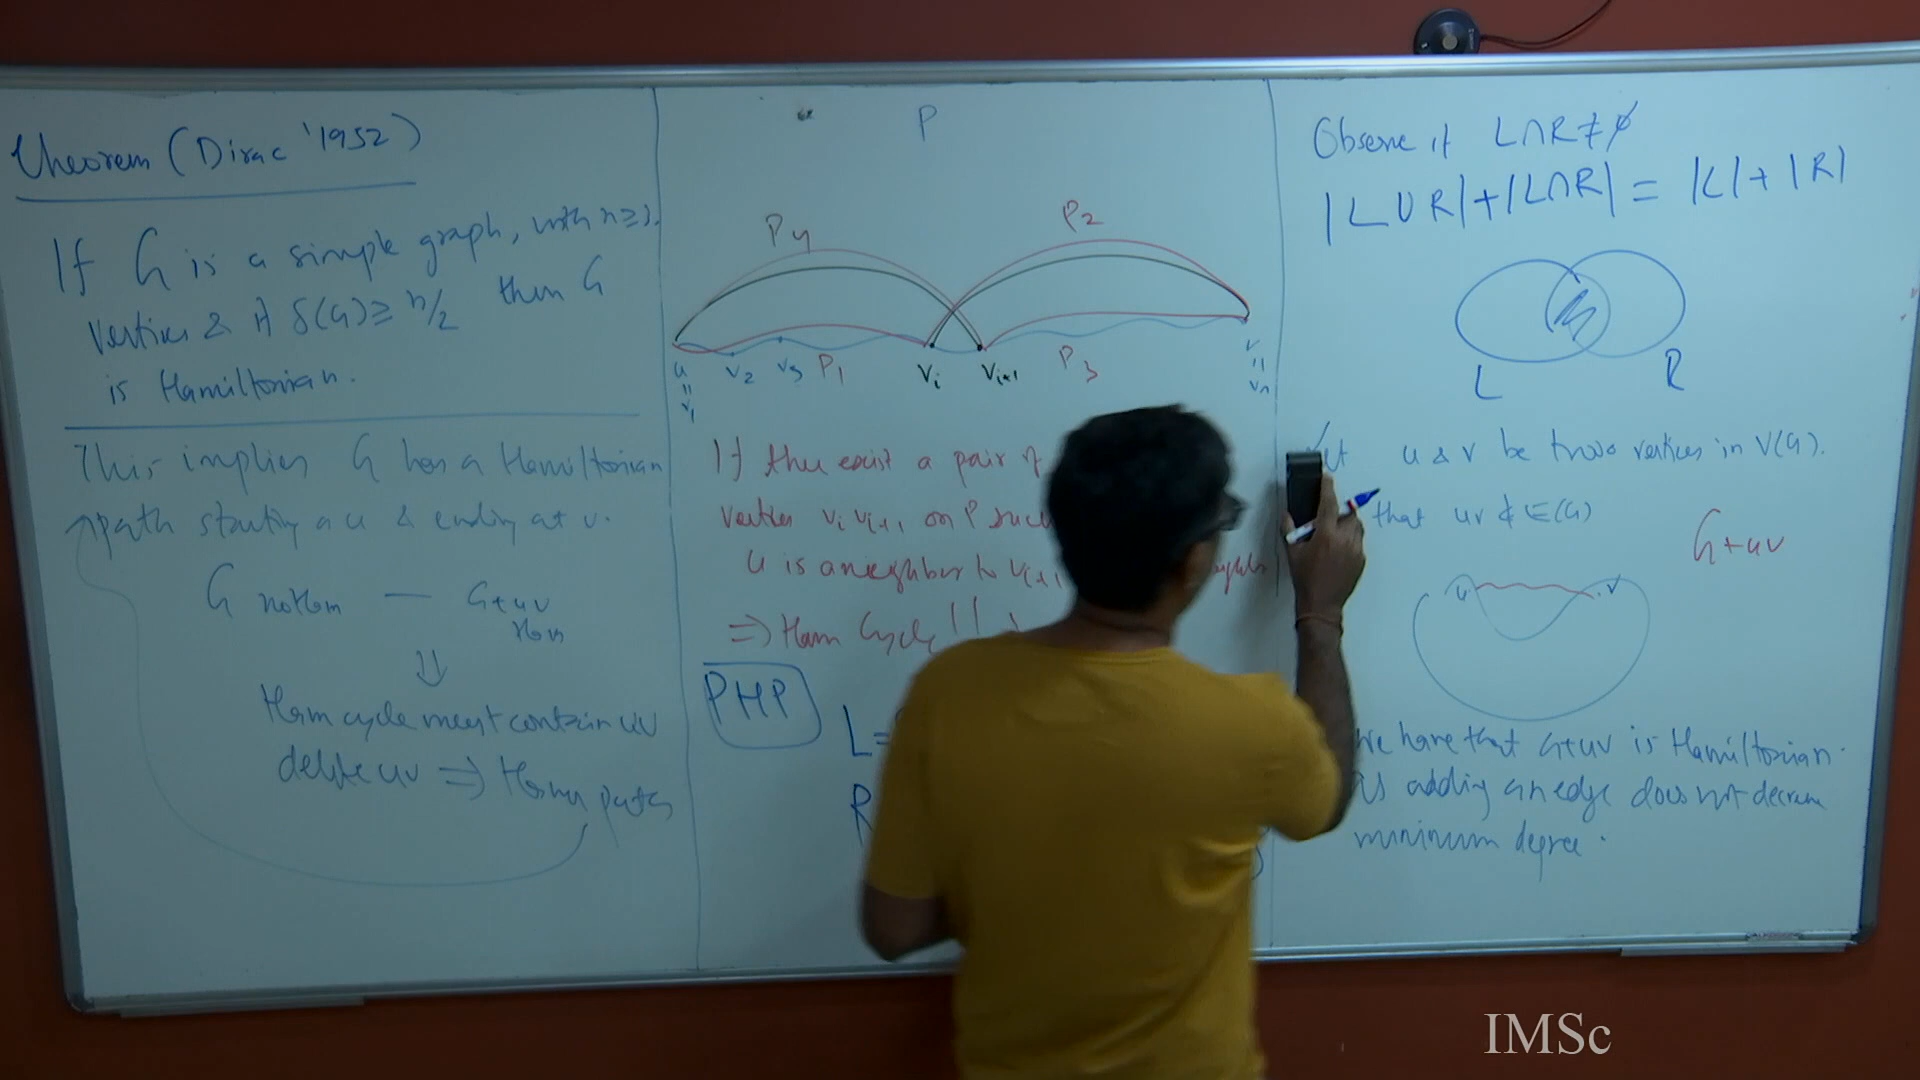 Theorem (Dirac '1952)
If G is a simple graph, with n≥3.
vertices & if δ(G) ≥ n/2 then G
is Hamiltonian.
This implies G has a Hamiltonian
path starting a u & ending at v.
G notHam — G+uv
Ham
⇓
Ham cycle must contain uv
delete uv ⇒ Ham path
P
P4 P2
u v2 v3 P1 vi vi+1 P3 v
= =
v1 vn
If there exist a pair of
vertices vi vi+1 on P such
u is a neighbor to vi+1
⇒ Ham Cycle!!
PHP
L=
R
Observe if L∩R≠∅
|L∪R|+|L∩R| = |L|+|R|
L R
Let u & v be two vertices in V(G).
that uv ∉ E(G)
G+uv
u v
We have that G+uv is Hamiltonian.
as adding an edge does not decrease
minimum degree.
IMSc